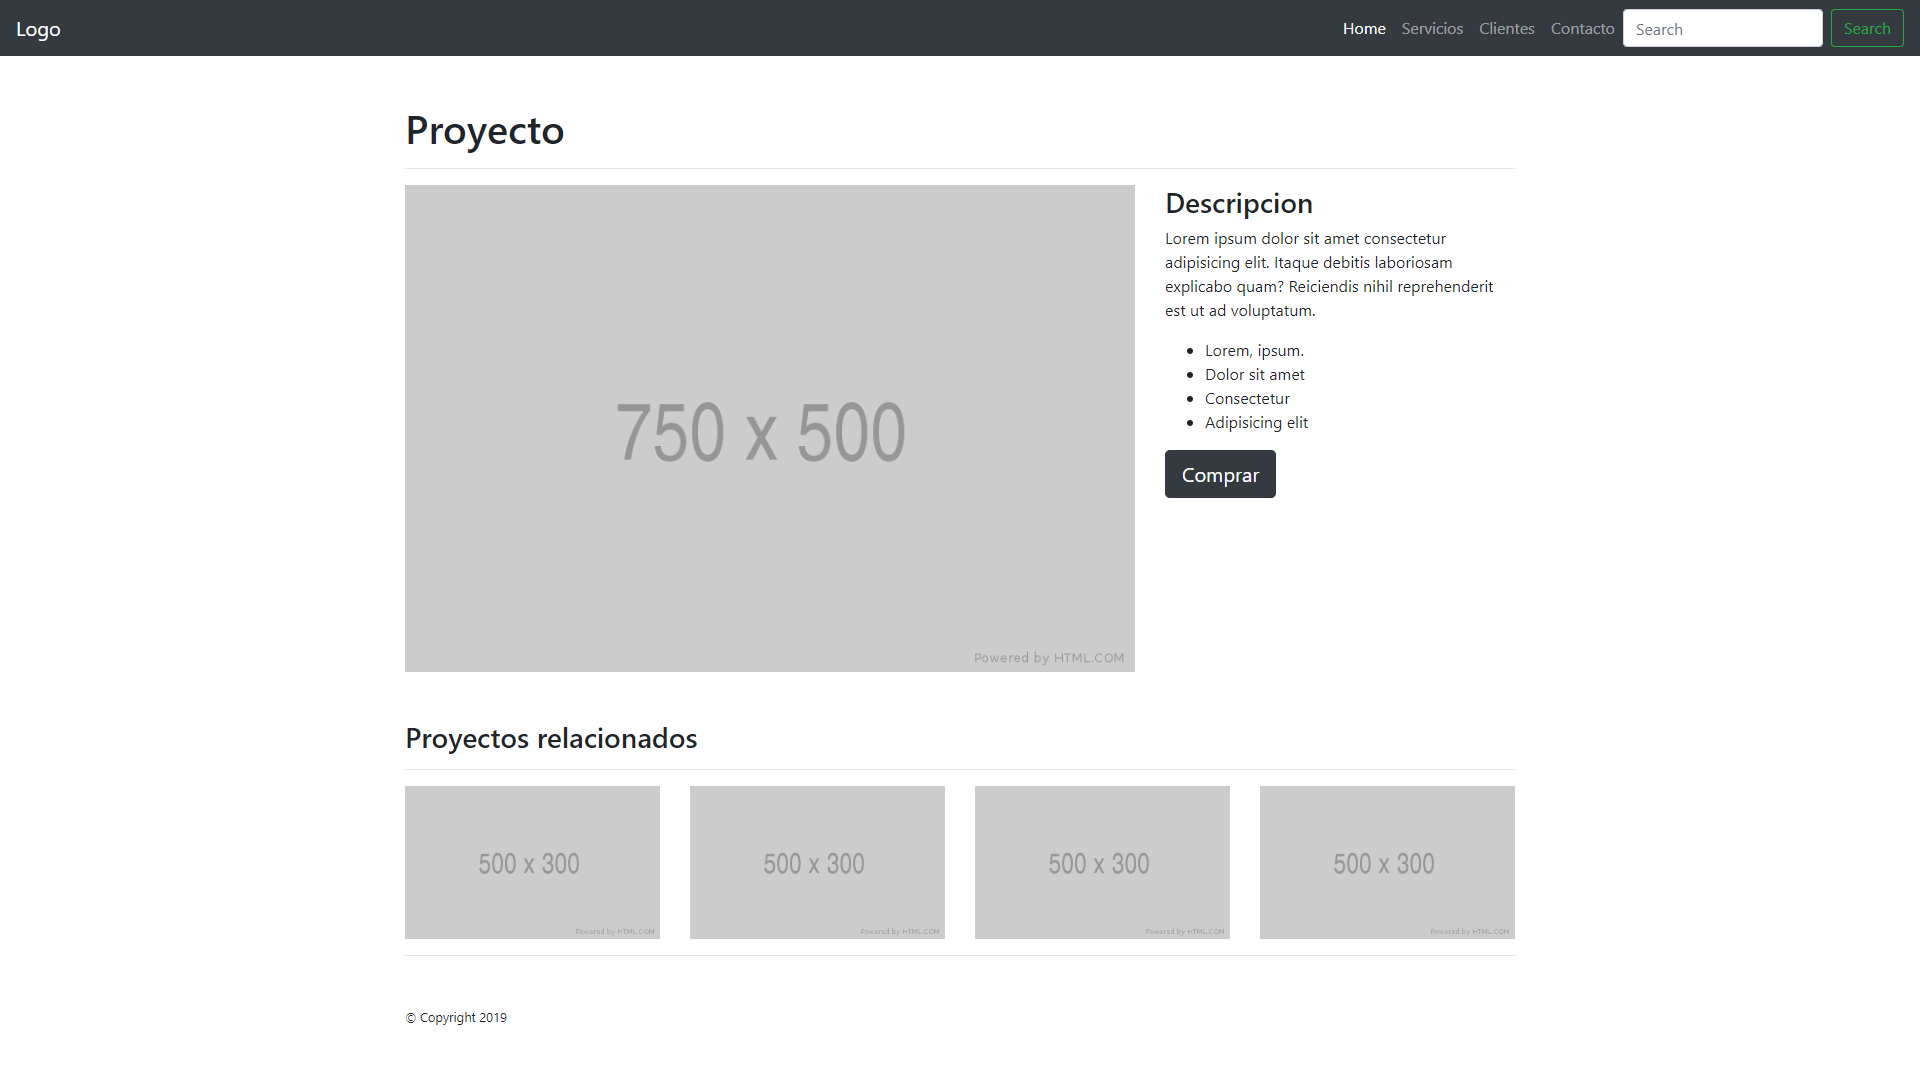 Logo
Home Servicios Clientes Contacto Search Search
Proyecto
750 x 500
Powered by HTML.COM
Descripcion
Lorem ipsum dolor sit amet consectetur
adipisicing elit. Itaque debitis laboriosam
explicabo quam? Reiciendis nihil reprehenderit
est ut ad voluptatum.
Lorem, ipsum.
Dolor sit amet
Consectetur
Adipisicing elit
Comprar
Proyectos relacionados
500 x 300
Powered by HTML.COM
500 x 300
Powered by HTML.COM
500 x 300
Powered by HTML.COM
500 x 300
Powered by HTML.COM
© Copyright 2019